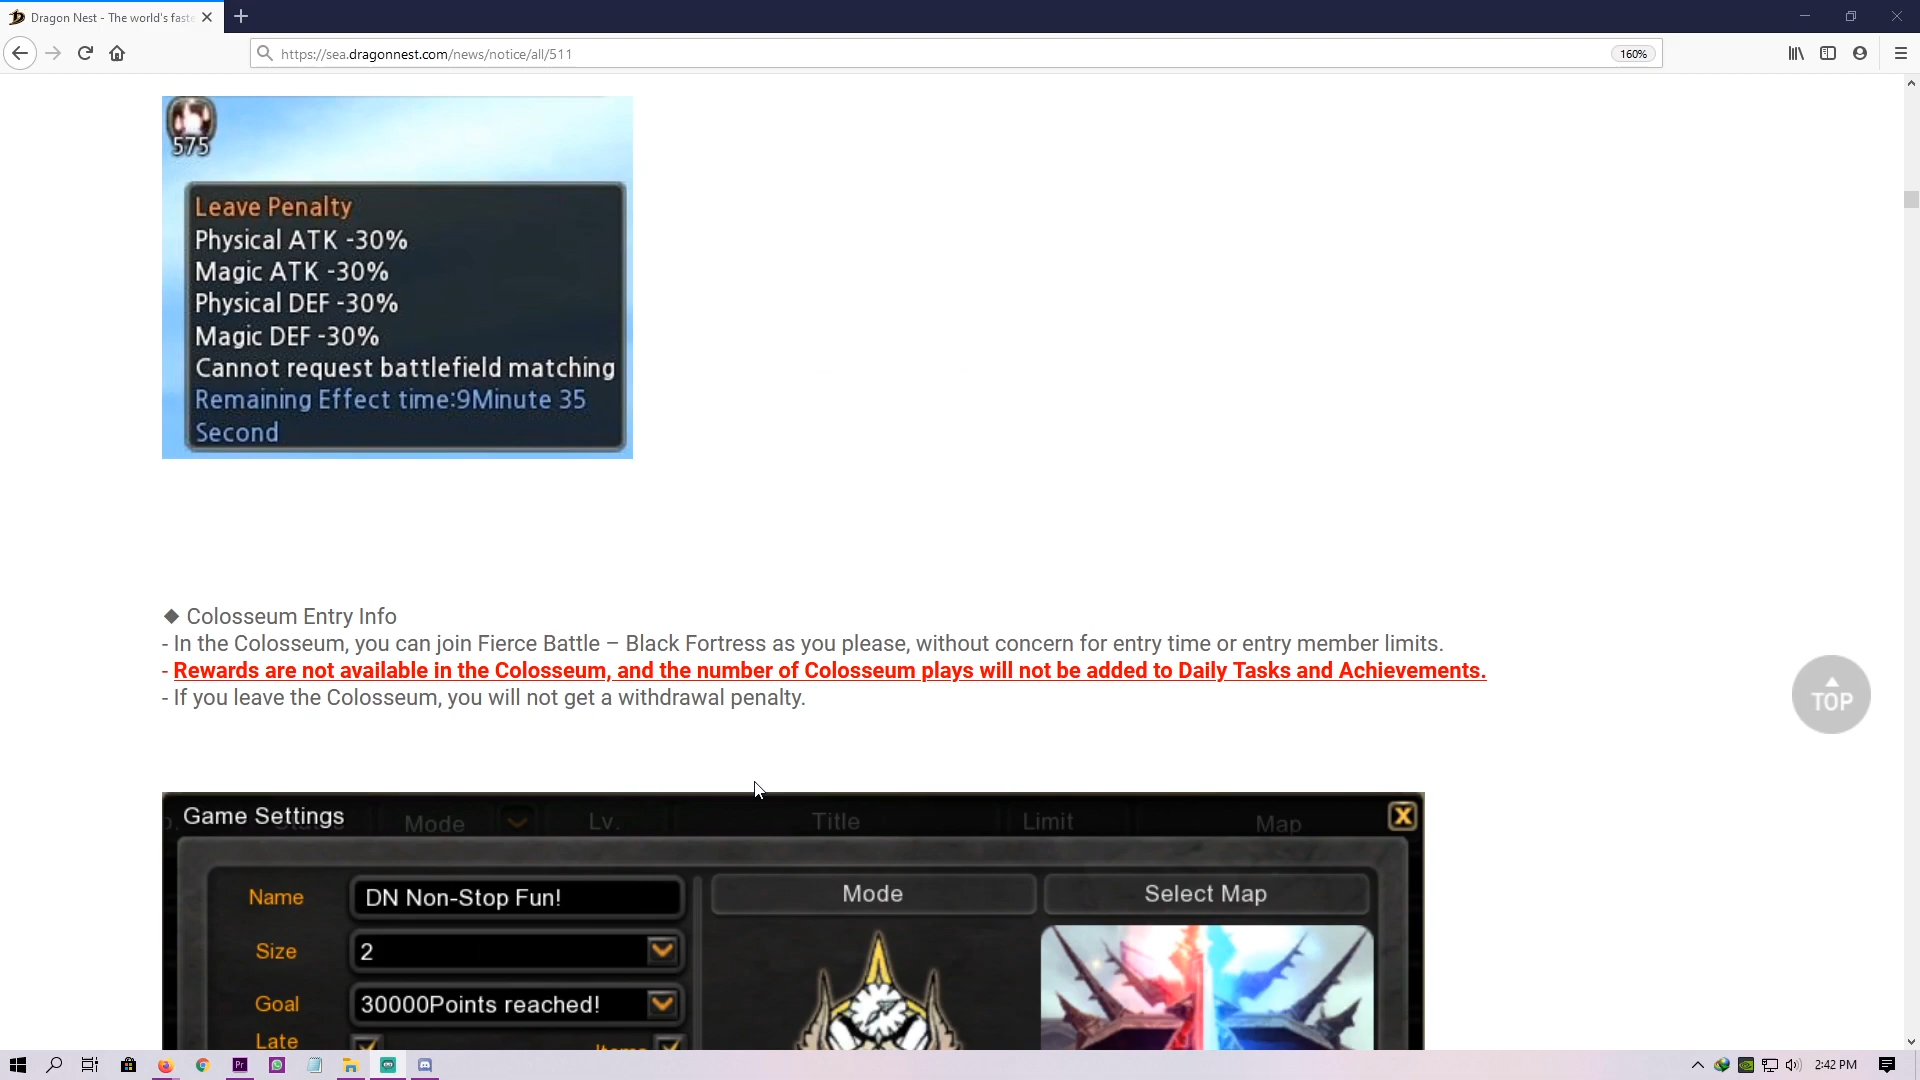 Dragon Nest - The world's faste
https://sea.dragonnest.com/news/notice/all/511
160%
575
Leave Penalty
Physical ATK -30%
Magic ATK -30%
Physical DEF -30%
Magic DEF -30%
Cannot request battlefield matching
Remaining Effect time:9Minute 35
Second
◆ Colosseum Entry Info
- In the Colosseum, you can join Fierce Battle – Black Fortress as you please, without concern for entry time or entry member limits.
- Rewards are not available in the Colosseum, and the number of Colosseum plays will not be added to Daily Tasks and Achievements.
- If you leave the Colosseum, you will not get a withdrawal penalty.
TOP
Game Settings
Mode Lv. Title Limit Map
Name DN Non-Stop Fun! Mode Select Map
Size 2
Goal 30000Points reached!
Late Items
2:42 PM